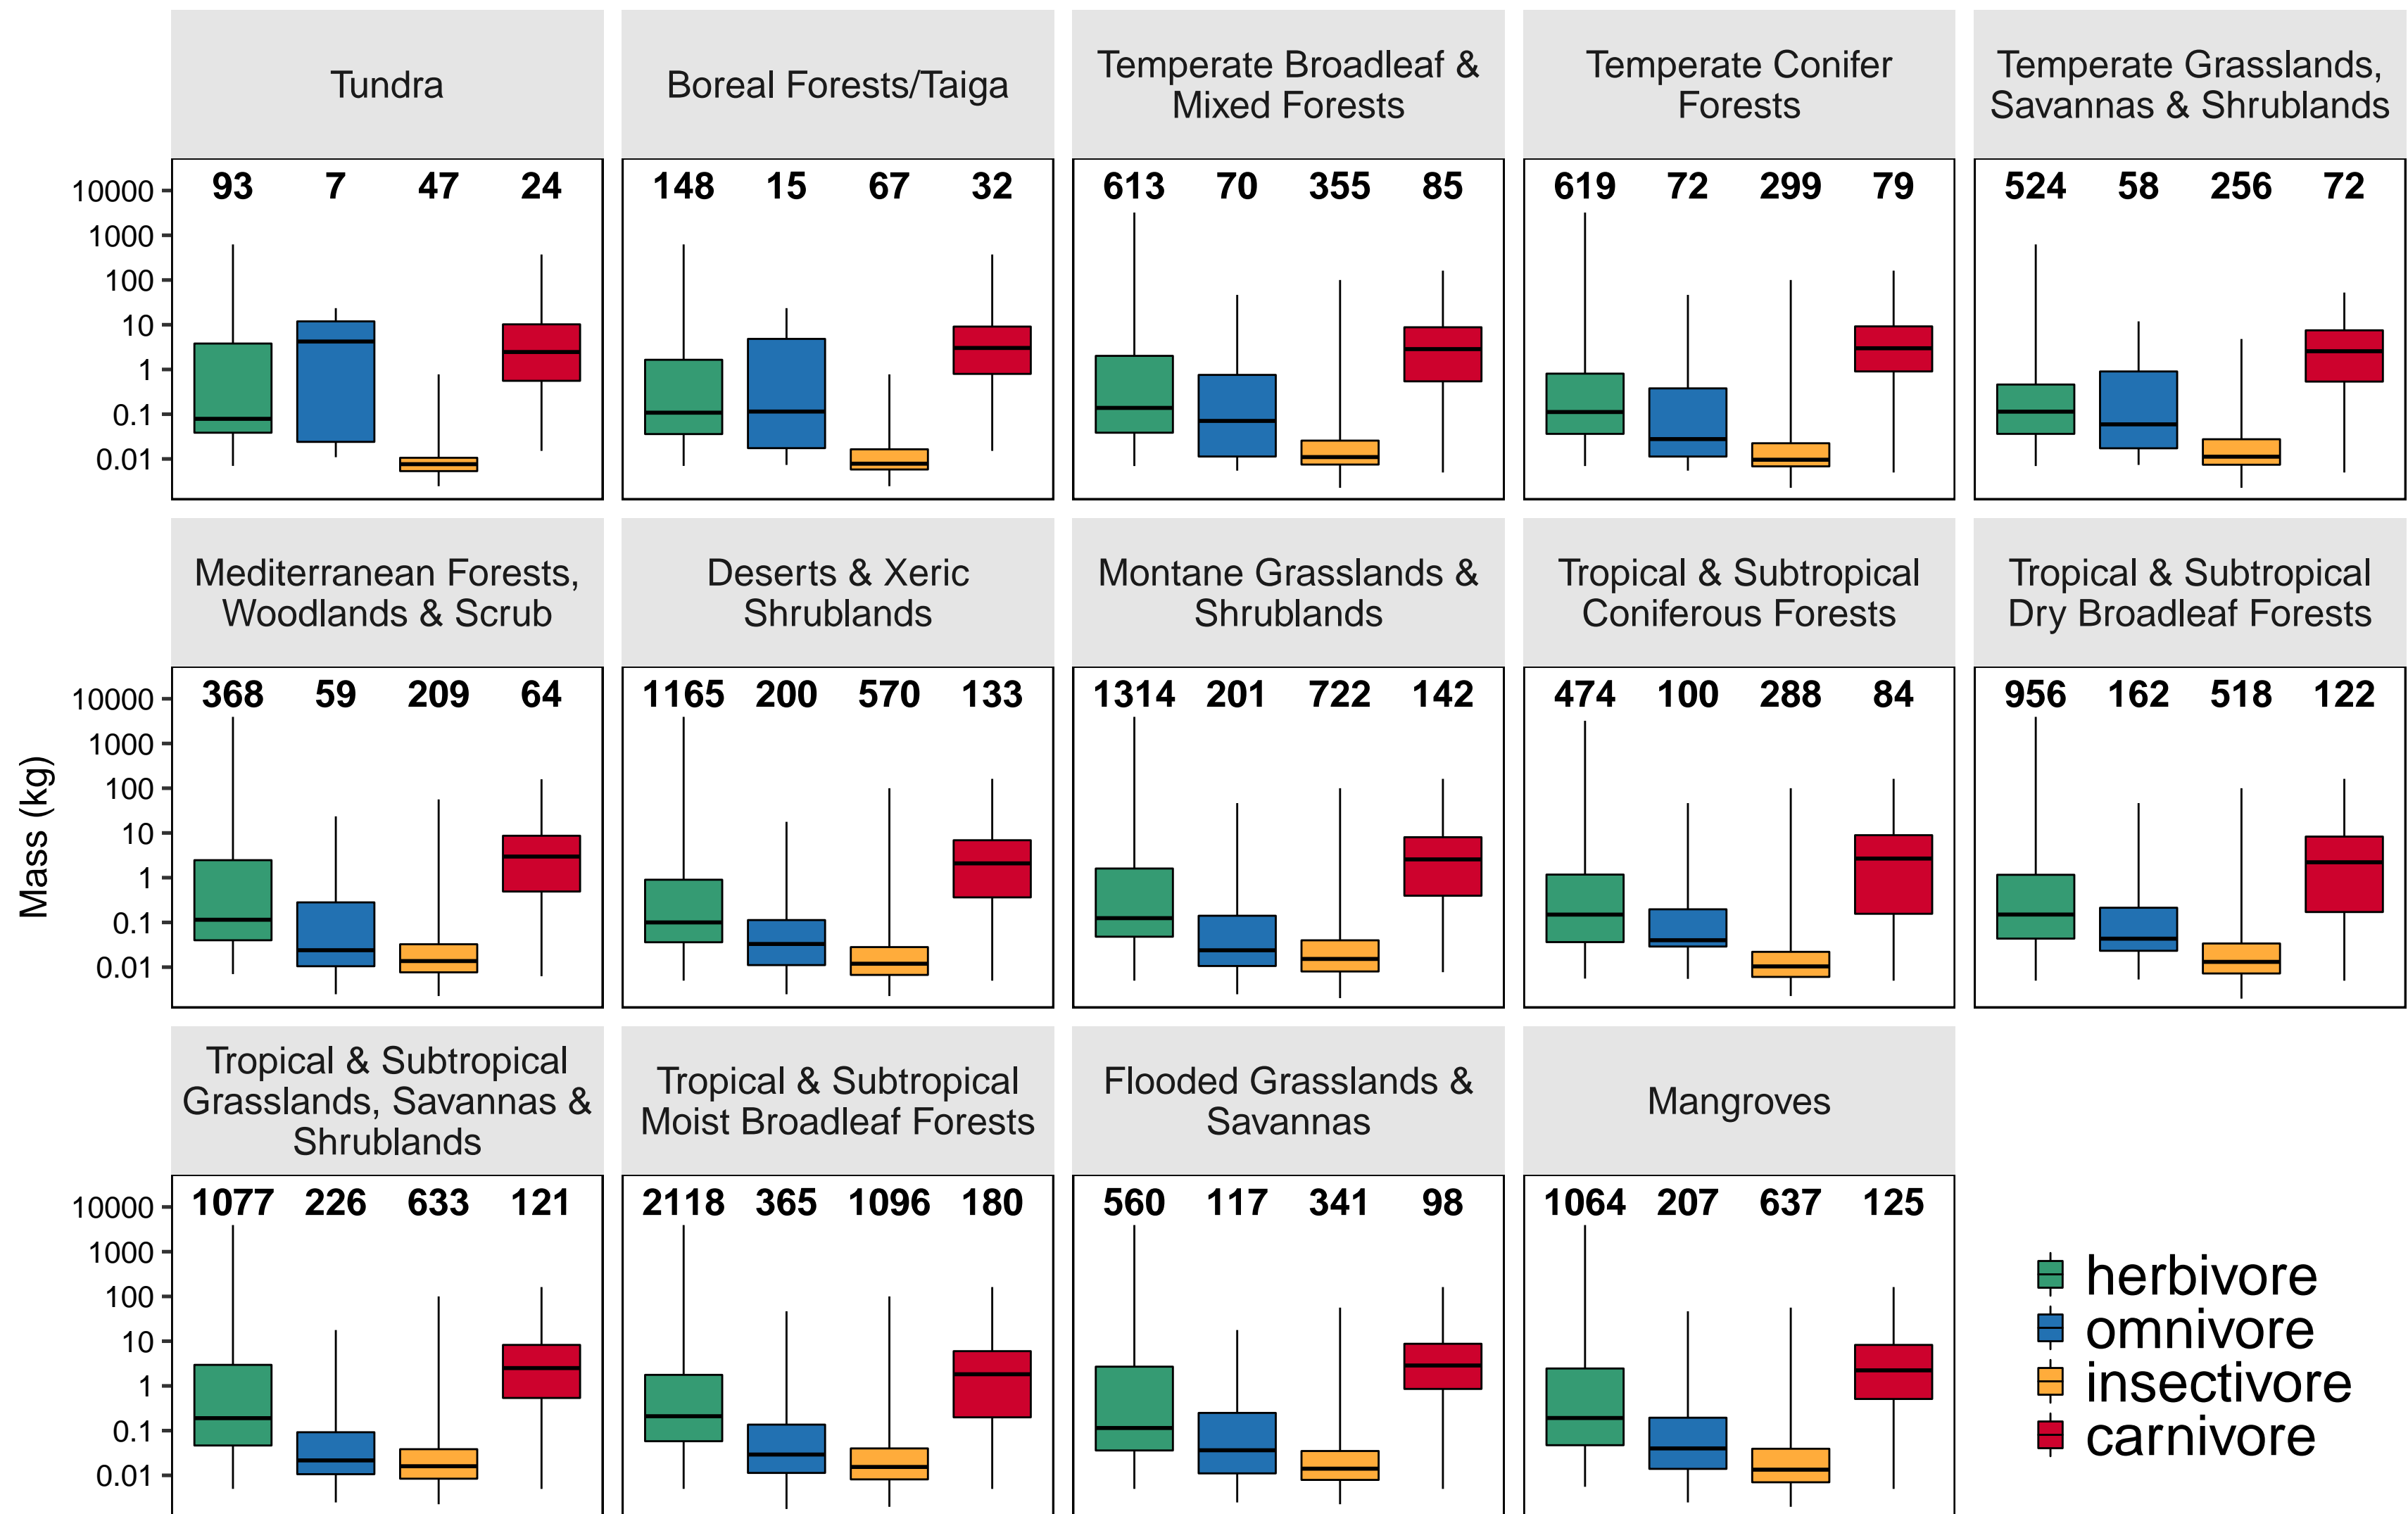 Tundra
Boreal Forests/Taiga
Temperate Broadleaf &
Mixed Forests
Temperate Conifer
Forests
Temperate Grasslands,
Savannas & Shrublands
93 7 47 24
148 15 67 32
613 70 355 85
619 72 299 79
524 58 256 72
10000
1000
100
10
1
0.1
0.01
Mediterranean Forests,
Woodlands & Scrub
Deserts & Xeric
Shrublands
Montane Grasslands &
Shrublands
Tropical & Subtropical
Coniferous Forests
Tropical & Subtropical
Dry Broadleaf Forests
368 59 209 64
1165 200 570 133
1314 201 722 142
474 100 288 84
956 162 518 122
10000
1000
100
10
1
0.1
0.01
Mass (kg)
Tropical & Subtropical
Grasslands, Savannas &
Shrublands
Tropical & Subtropical
Moist Broadleaf Forests
Flooded Grasslands &
Savannas
Mangroves
1077 226 633 121
2118 365 1096 180
560 117 341 98
1064 207 637 125
10000
1000
100
10
1
0.1
0.01
herbivore
omnivore
insectivore
carnivore